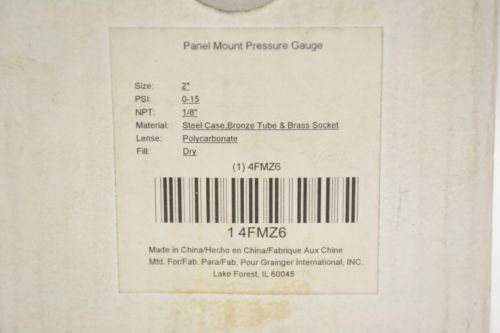 Panel Mount Pressure Gauge
Size: 2"
PSI: 0-15
NPT: 1/8"
Material: Steel Case,Bronze Tube & Brass Socket
Lense: Polycarbonate
Fill: Dry
(1) 4FMZ6
1 4FMZ6
Made in China/Hecho en China/Fabrique Aux Chine
Mfd. For/Fab. Para/Fab. Pour Grainger International, INC.
Lake Forest, IL 60045